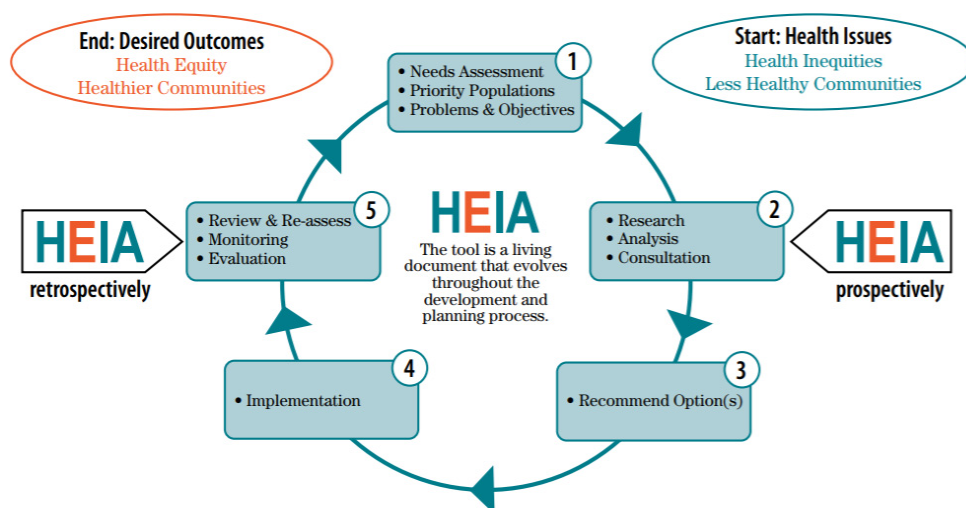 End: Desired Outcomes
Health Equity
Healthier Communities
Start: Health Issues
Health Inequities
Less Healthy Communities
1
• Needs Assessment
• Priority Populations
• Problems & Objectives
2
• Research
• Analysis
• Consultation
3
• Recommend Option(s)
4
• Implementation
5
• Review & Re-assess
• Monitoring
• Evaluation
HEIA
The tool is a living
document that evolves
throughout the
development and
planning process.
HEIA
retrospectively
HEIA
prospectively